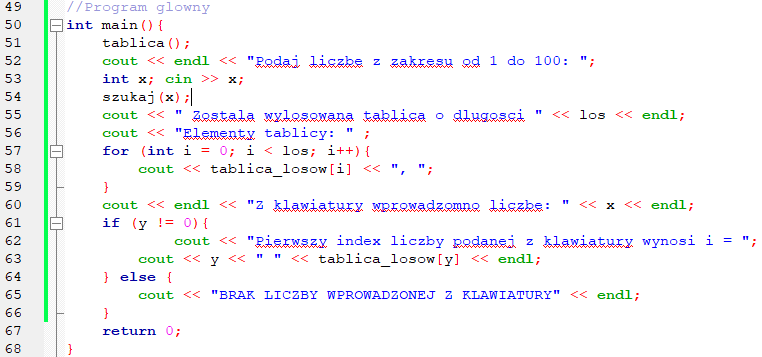 49 //Program glowny
50 int main(){
51 tablica();
52 cout << endl << "Podaj liczbe z zakresu od 1 do 100: ";
53 int x; cin >> x;
54 szukaj(x);
55 cout << " Zostala wylosowana tablica o dlugosci " << los << endl;
56 cout << "Elementy tablicy: " ;
57 for (int i = 0; i < los; i++){
58 cout << tablica_losow[i] << ", ";
59 }
60 cout << endl << "Z klawiatury wprowadzomno liczbe: " << x << endl;
61 if (y != 0){
62 cout << "Pierwszy index liczby podanej z klawiatury wynosi i = ";
63 cout << y << " " << tablica_losow[y] << endl;
64 } else {
65 cout << "BRAK LICZBY WPROWADZONEJ Z KLAWIATURY" << endl;
66 }
67 return 0;
68 }